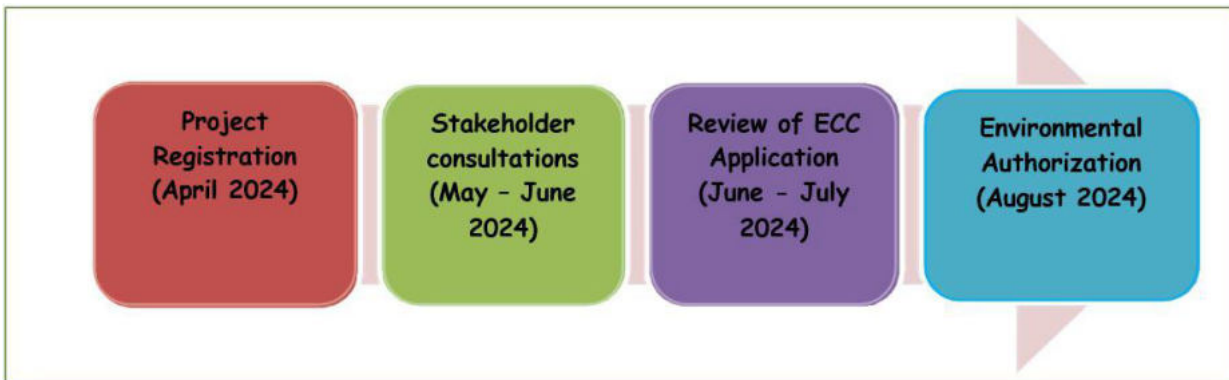 Project
Registration
(April 2024)
Stakeholder
consultations
(May – June
2024)
Review of ECC
Application
(June – July
2024)
Environmental
Authorization
(August 2024)